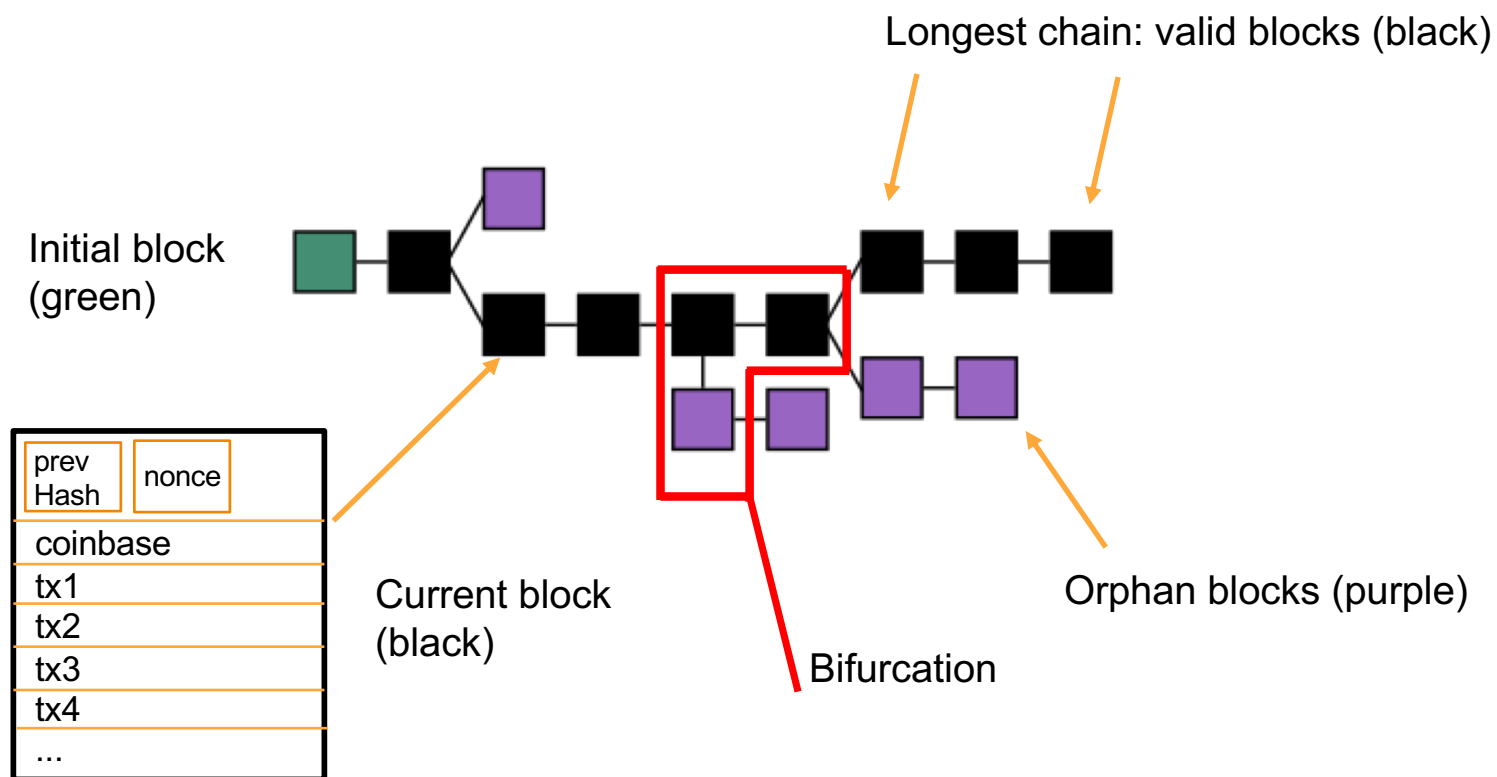 Longest chain: valid blocks (black)
Initial block
(green)
prev
Hash
nonce
coinbase
tx1
tx2
tx3
tx4
...
Current block
(black)
Orphan blocks (purple)
Bifurcation